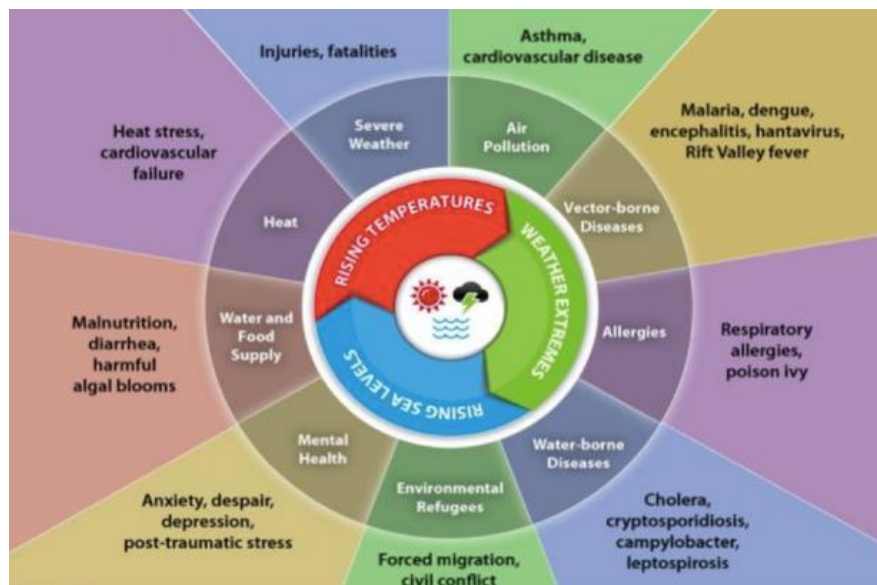 Injuries, fatalities
Asthma,
cardiovascular disease
Severe
Weather
Air
Pollution
Heat stress,
cardiovascular
failure
Malaria, dengue,
encephalitis, hantavirus,
Rift Valley fever
Heat
Vector-borne
Diseases
RISING TEMPERATURES
WEATHER EXTREMES
RISING SEA LEVELS
Water and
Food
Supply
Allergies
Malnutrition,
diarrhea,
harmful
algal blooms
Respiratory
allergies,
poison ivy
Mental
Health
Water-borne
Diseases
Environmental
Refugees
Anxiety, despair,
depression,
post-traumatic stress
Cholera,
cryptosporidiosis,
campylobacter,
leptospirosis
Forced migration,
civil conflict